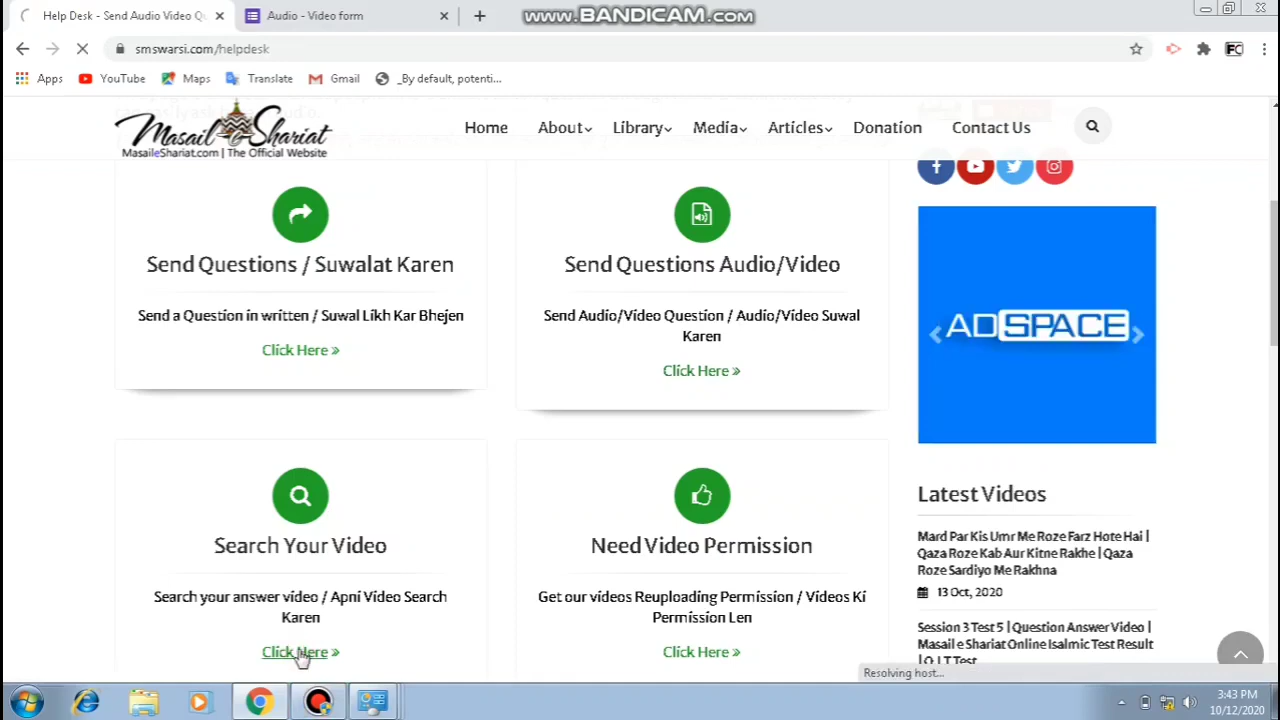 WWW.BANDICAM.COM
Help Desk - Send Audio Video Q
Audio - Video form
smswarsi.com/helpdesk
FC
Apps
YouTube
Maps
Translate
Gmail
_By default, potenti...
Masail e Shariat
MasaileShariat.com | The Official Website
Home
About
Library
Media
Articles
Donation
Contact Us
Send Questions / Suwalat Karen
Send a Question in written / Suwal Likh Kar Bhejen
Click Here »
Send Questions Audio/Video
Send Audio/Video Question / Audio/Video Suwal
Karen
Click Here »
Search Your Video
Search your answer video / Apni Video Search
Karen
Click Here »
Need Video Permission
Get our videos Reuploading Permission / Videos Ki
Permission Len
Click Here »
ADSPACE
Latest Videos
Mard Par Kis Umr Me Roze Farz Hote Hai |
Qaza Roze Kab Aur Kitne Rakhe | Qaza
Roze Sardiyo Me Rakhna
13 Oct, 2020
Session 3 Test 5 | Question Answer Video |
Masail e Shariat Online Isalmic Test Result
| O.I.T Test
Resolving host...
3:43 PM
10/12/2020